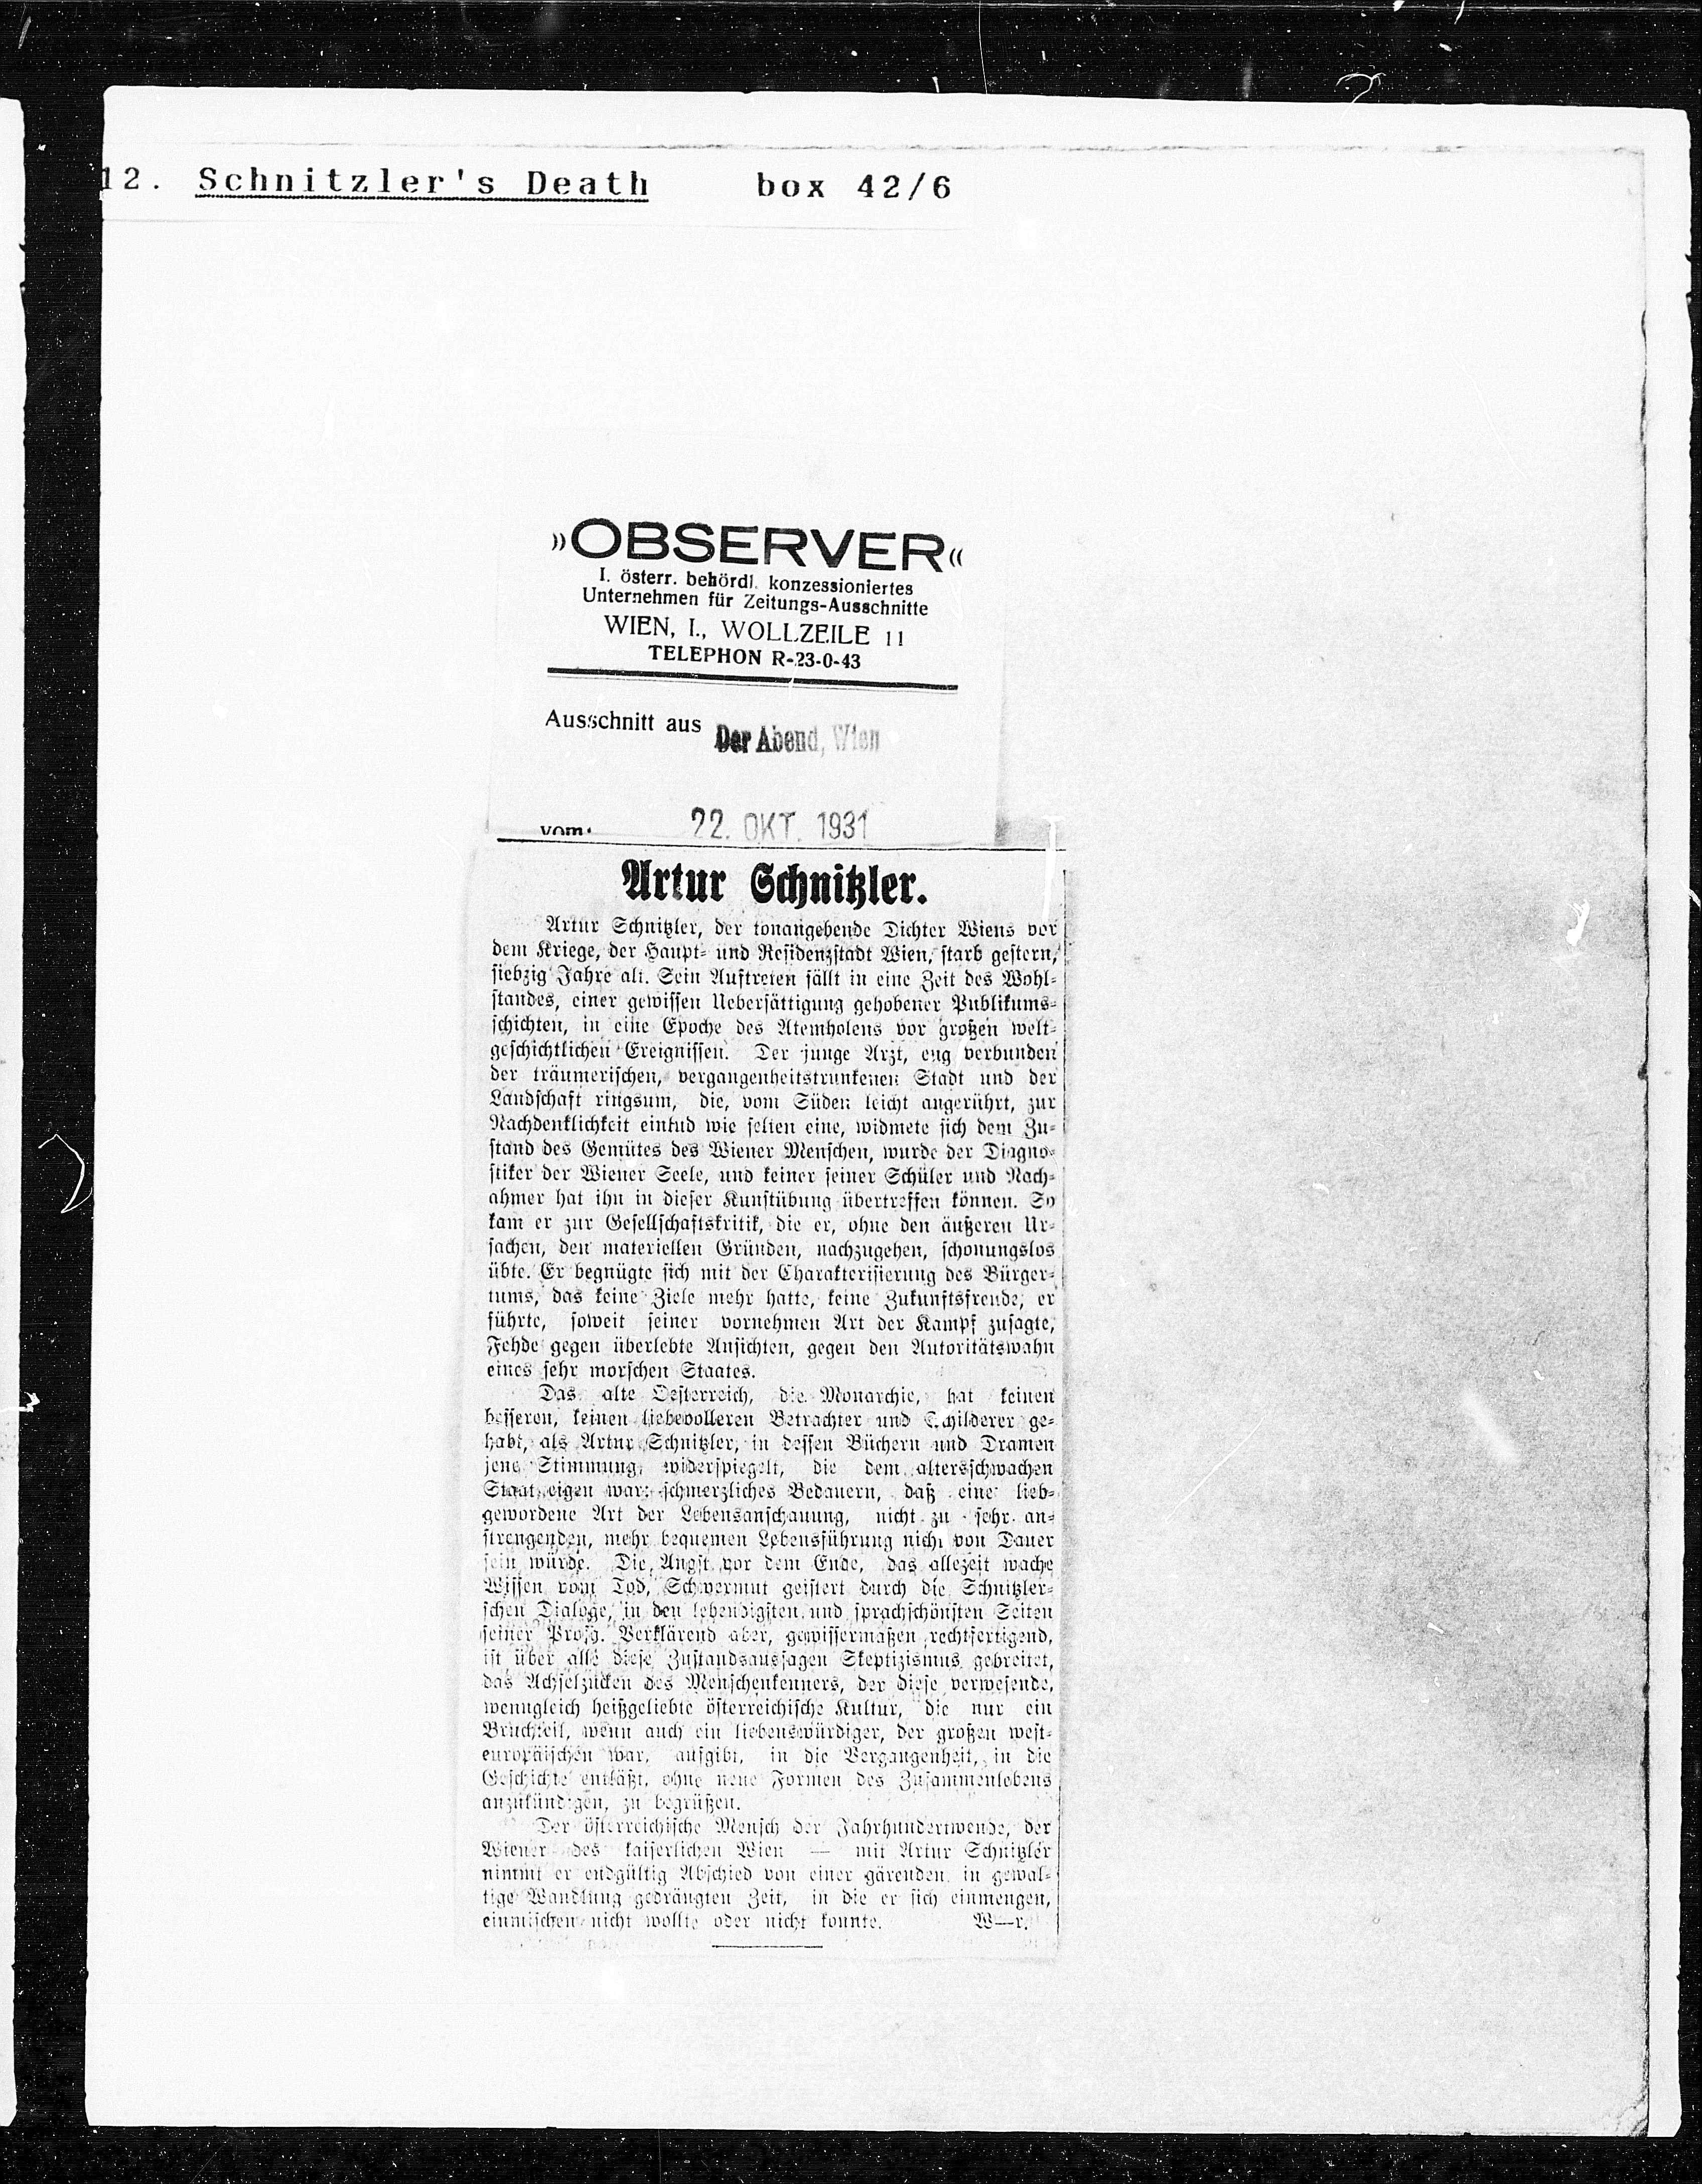 12. Schnitzler's Death box 42/6
»OBSERVER«
I. österr. behördl. konzessioniertes
Unternehmen für Zeitungs-Ausschnitte
WIEN, I., WOLLZEILE 11
TELEPHON R-23-0-43
Ausschnitt aus Der Abend, Wien
vom: 22. OKT. 1931
Artur Schnitzler.
Artur Schnitzler, der tonangebende Dichter Wiens vor
dem Kriege, der Haupt- und Residenzstadt Wien, starb gestern,
siebzig Jahre alt. Sein Auftreten fällt in eine Zeit des Wohl-
standes, einer gewissen Uebersättigung gehobener Publikums-
schichten, in eine Epoche des Atemholens vor großen welt-
geschichtlichen Ereignissen. Der junge Arzt, eng verbunden
der träumerischen, vergangenheitstrunkenen Stadt und der
Landschaft ringsum, die, vom Süden leicht angerührt, zur
Nachdenklichkeit einlud wie selten eine, widmete sich dem Zu-
stand des Gemütes des Wiener Menschen, wurde der Diagno-
stiker der Wiener Seele, und keiner seiner Schüler und Nach-
ahmer hat ihn in dieser Kunstübung übertreffen können. So
kam er zur Gesellschaftskritik, die er, ohne den äußeren Ur-
sachen, den materiellen Gründen, nachzugehen, schonungslos
übte. Er begnügte sich mit der Charakterisierung des Bürger-
tums, das keine Ziele mehr hatte, keine Zukunftsfreude, er
führte, soweit seiner vornehmen Art der Kampf zusagte,
Fehde gegen überlebte Ansichten, gegen den Autoritätswahn
eines sehr morschen Staates.
Das alte Oesterreich, die Monarchie, hat keinen
besseren, keinen liebevolleren Betrachter und Schilderer ge-
habt, als Artur Schnitzler, in dessen Büchern und Dramen
jene Stimmung widerspiegelt, die dem altersschwachen
Staat eigen war: schmerzliches Bedauern, daß eine lieb-
gewordene Art der Lebensanschauung, nicht zu sehr an-
strengenden, mehr bequemen Lebensführung nicht von Dauer
sein würde. Die Angst vor dem Ende, das allezeit wache
Wissen vom Tod, Schwermut geistert durch die Schnitzler-
schen Dialoge, in den lebendigsten und sprachschönsten Seiten
seiner Prosa. Verklärend aber, gewissermaßen rechtfertigend,
ist über alle diese Zustandsaussagen Skeptizismus gebreitet,
das Achselzucken des Menschenkenners, der diese verwesende,
wenngleich heißgeliebte österreichische Kultur, die nur ein
Bruchteil, wenn auch ein liebenswürdiger, der großen west-
europäischen war, aufgibt, in die Vergangenheit, in die
Geschichte entläßt, ohne neue Formen des Zusammenlebens
anzukündigen, zu begrüßen.
Der österreichische Mensch der Jahrhundertwende, der
Wiener des kaiserlichen Wien — mit Artur Schnitzler
nimmt er endgültig Abschied von einer gärenden, in gewal-
tige Wandlung gedrängten Zeit, in die er sich einmengen,
einmischen nicht wollte oder nicht konnte. W—r.